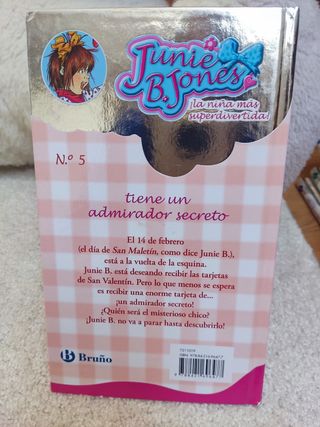 Junie
B. Jones
¡la niña más
superdivertida!
N.º 5
tiene un
admirador secreto
El 14 de febrero
(el día de San Maletín, como dice Junie B.),
está a la vuelta de la esquina.
Junie B. está deseando recibir las tarjetas
de San Valentín. Pero lo que menos se espera
es recibir una enorme tarjeta de...
¡un admirador secreto!
¿Quién será el misterioso chico?
¡Junie B. no va a parar hasta descubrirlo!
Bruño